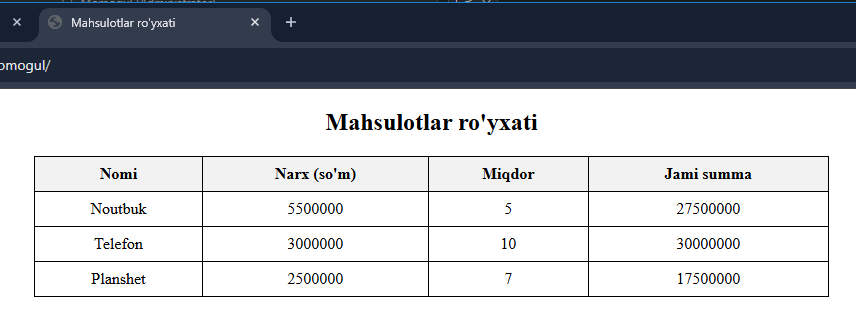 Mahsulotlar ro'yxati
omogul/
Mahsulotlar ro'yxati
Nomi Narx (so'm) Miqdor Jami summa
Noutbuk 5500000 5 27500000
Telefon 3000000 10 30000000
Planshet 2500000 7 17500000